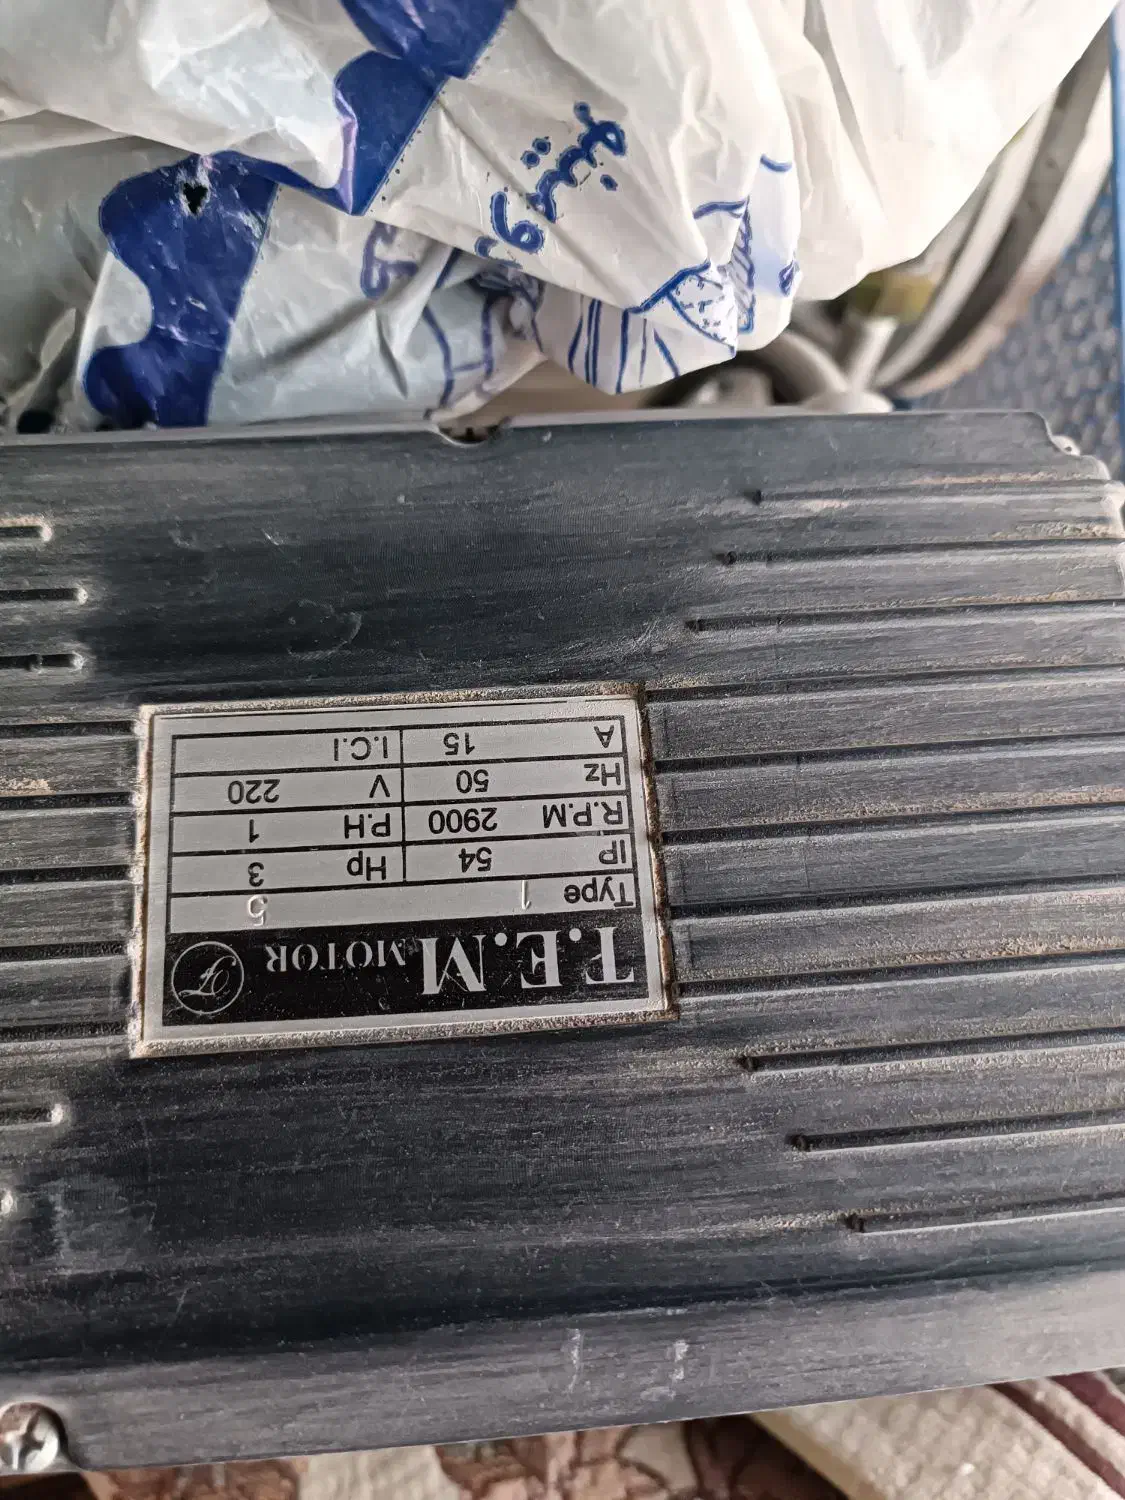 T.E.M MOTOR
Type 1 5
IP 54 Hp 3
R.P.M 2900 P.H 1
Hz 50 V 220
A 15 I.C.I